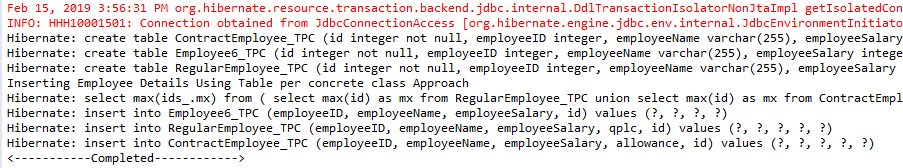 Feb 15, 2019 3:56:31 PM org.hibernate.resource.transaction.backend.jdbc.internal.DdlTransactionIsolatorNonJtaImpl getIsolatedCon
INFO: HHH10001501: Connection obtained from JdbcConnectionAccess [org.hibernate.engine.jdbc.env.internal.JdbcEnvironmentInitiato
Hibernate: create table ContractEmployee_TPC (id integer not null, employeeID integer, employeeName varchar(255), employeeSalary
Hibernate: create table Employee6_TPC (id integer not null, employeeID integer, employeeName varchar(255), employeeSalary intege
Hibernate: create table RegularEmployee_TPC (id integer not null, employeeID integer, employeeName varchar(255), employeeSalary
Inserting Employee Details Using Table per concrete class Approach
Hibernate: select max(ids_.mx) from ( select max(id) as mx from RegularEmployee_TPC union select max(id) as mx from ContractEmpl
Hibernate: insert into Employee6_TPC (employeeID, employeeName, employeeSalary, id) values (?, ?, ?, ?)
Hibernate: insert into RegularEmployee_TPC (employeeID, employeeName, employeeSalary, qplc, id) values (?, ?, ?, ?, ?)
Hibernate: insert into ContractEmployee_TPC (employeeID, employeeName, employeeSalary, allowance, id) values (?, ?, ?, ?, ?)
<-----------Completed------------>